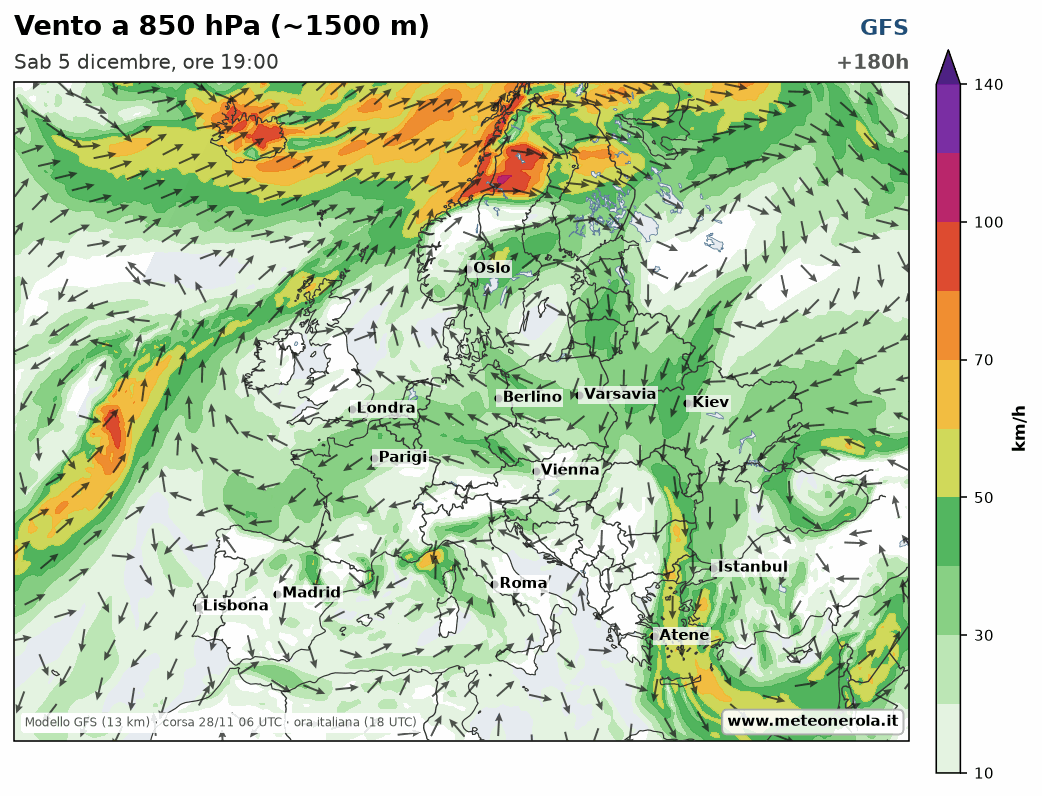 Vento a 850 hPa (~1500 m)
GFS
Sab 5 dicembre, ore 19:00
+180h
140
100
70
50
30
10
km/h
Oslo
Berlino
Varsavia
Kiev
Londra
Parigi
Vienna
Istanbul
Roma
Madrid
Lisbona
Atene
Modello GFS (13 km) · corsa 28/11 06 UTC · ora italiana (18 UTC)
www.meteonerola.it